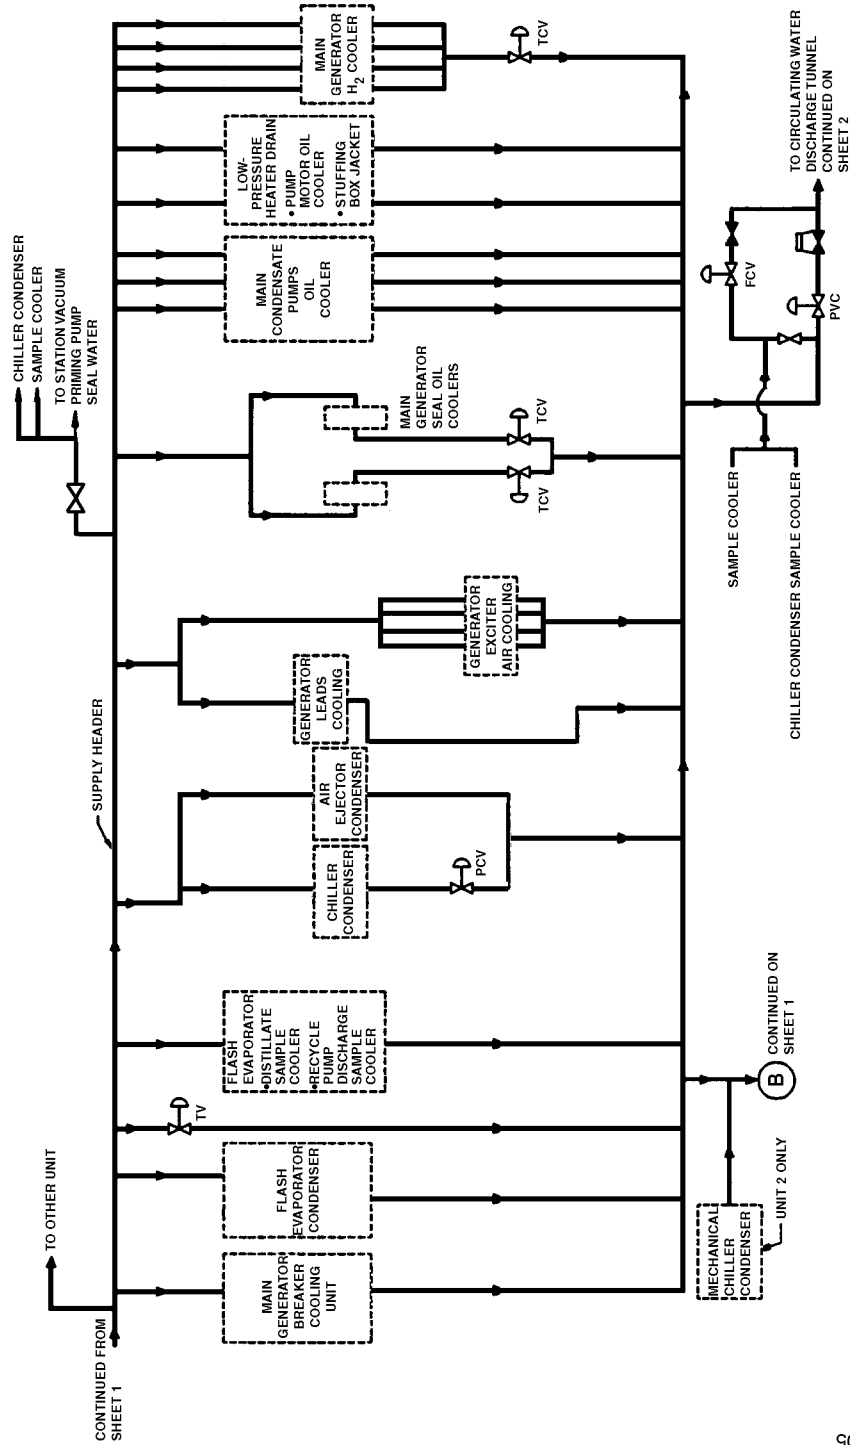 CONTINUED FROM
SHEET 1
TO OTHER UNIT
SUPPLY HEADER
CHILLER CONDENSER
SAMPLE COOLER
TO STATION VACUUM
PRIMING PUMP
SEAL WATER
MAIN
GENERATOR
BREAKER
COOLING
UNIT
FLASH
EVAPORATOR
CONDENSER
TV
FLASH
EVAPORATOR
•DISTILLATE
SAMPLE
COOLER
•RECYCLE
PUMP
DISCHARGE
SAMPLE
COOLER
CHILLER
CONDENSER
PCV
AIR
EJECTOR
CONDENSER
GENERATOR
LEADS
COOLING
GENERATOR
EXCITER
AIR COOLING
MAIN
GENERATOR
SEAL OIL
COOLERS
TCV
TCV
MAIN
CONDENSATE
PUMPS
OIL
COOLER
LOW-
PRESSURE
HEATER DRAIN
• PUMP
MOTOR OIL
COOLER
• STUFFING
BOX JACKET
MAIN
GENERATOR
H2 COOLER
TCV
MECHANICAL
CHILLER
CONDENSER
UNIT 2 ONLY
B
CONTINUED ON
SHEET 1
SAMPLE COOLER
CHILLER CONDENSER SAMPLE COOLER
FCV
PVC
TO CIRCULATING WATER
DISCHARGE TUNNEL
CONTINUED ON
SHEET 2